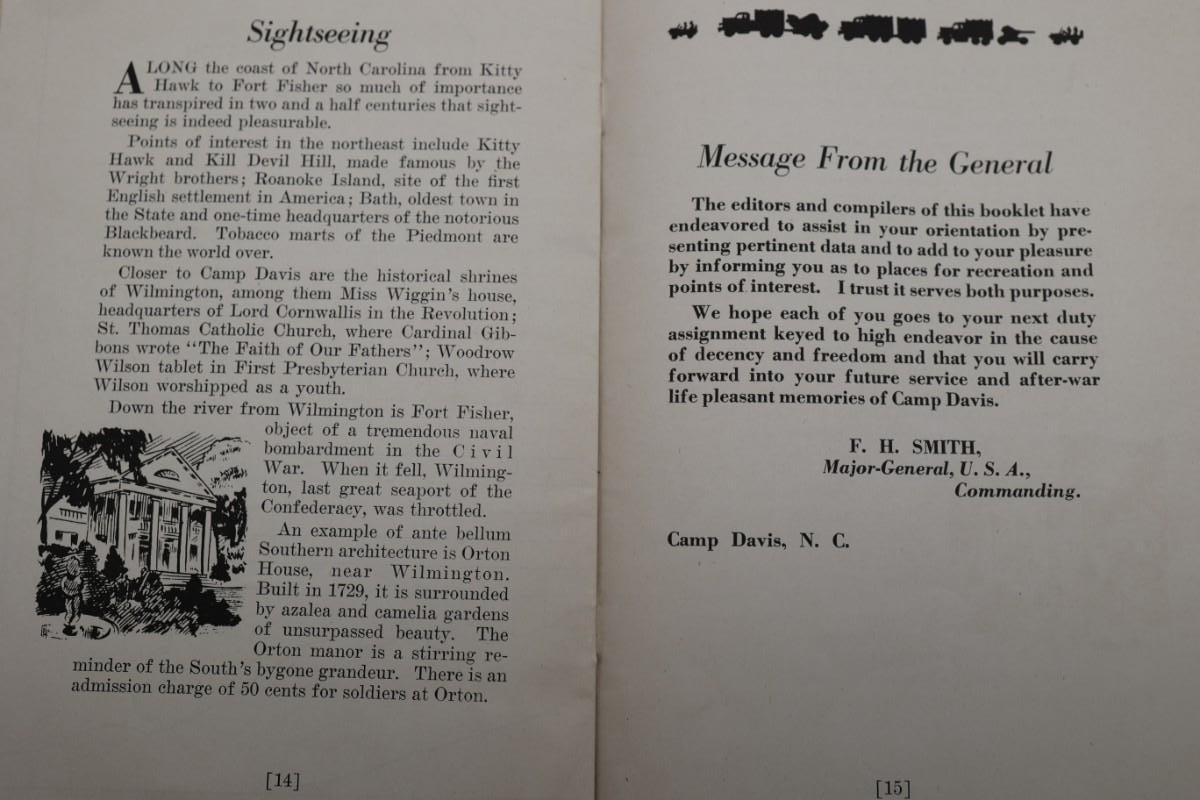 Sightseeing
ALONG the coast of North Carolina from Kitty
Hawk to Fort Fisher so much of importance
has transpired in two and a half centuries that sight-
seeing is indeed pleasurable.
Points of interest in the northeast include Kitty
Hawk and Kill Devil Hill, made famous by the
Wright brothers; Roanoke Island, site of the first
English settlement in America; Bath, oldest town in
the State and one-time headquarters of the notorious
Blackbeard. Tobacco marts of the Piedmont are
known the world over.
Closer to Camp Davis are the historical shrines
of Wilmington, among them Miss Wiggin's house,
headquarters of Lord Cornwallis in the Revolution;
St. Thomas Catholic Church, where Cardinal Gib-
bons wrote "The Faith of Our Fathers"; Woodrow
Wilson tablet in First Presbyterian Church, where
Wilson worshipped as a youth.
Down the river from Wilmington is Fort Fisher,
object of a tremendous naval
bombardment in the Civil
War. When it fell, Wilming-
ton, last great seaport of the
Confederacy, was throttled.
An example of ante bellum
Southern architecture is Orton
House, near Wilmington.
Built in 1729, it is surrounded
by azalea and camelia gardens
of unsurpassed beauty. The
Orton manor is a stirring re-
minder of the South's bygone grandeur. There is an
admission charge of 50 cents for soldiers at Orton.
[14]
Message From the General
The editors and compilers of this booklet have
endeavored to assist in your orientation by pre-
senting pertinent data and to add to your pleasure
by informing you as to places for recreation and
points of interest. I trust it serves both purposes.
We hope each of you goes to your next duty
assignment keyed to high endeavor in the cause
of decency and freedom and that you will carry
forward into your future service and after-war
life pleasant memories of Camp Davis.
F. H. SMITH,
Major-General, U. S. A.,
Commanding.
Camp Davis, N. C.
[15]